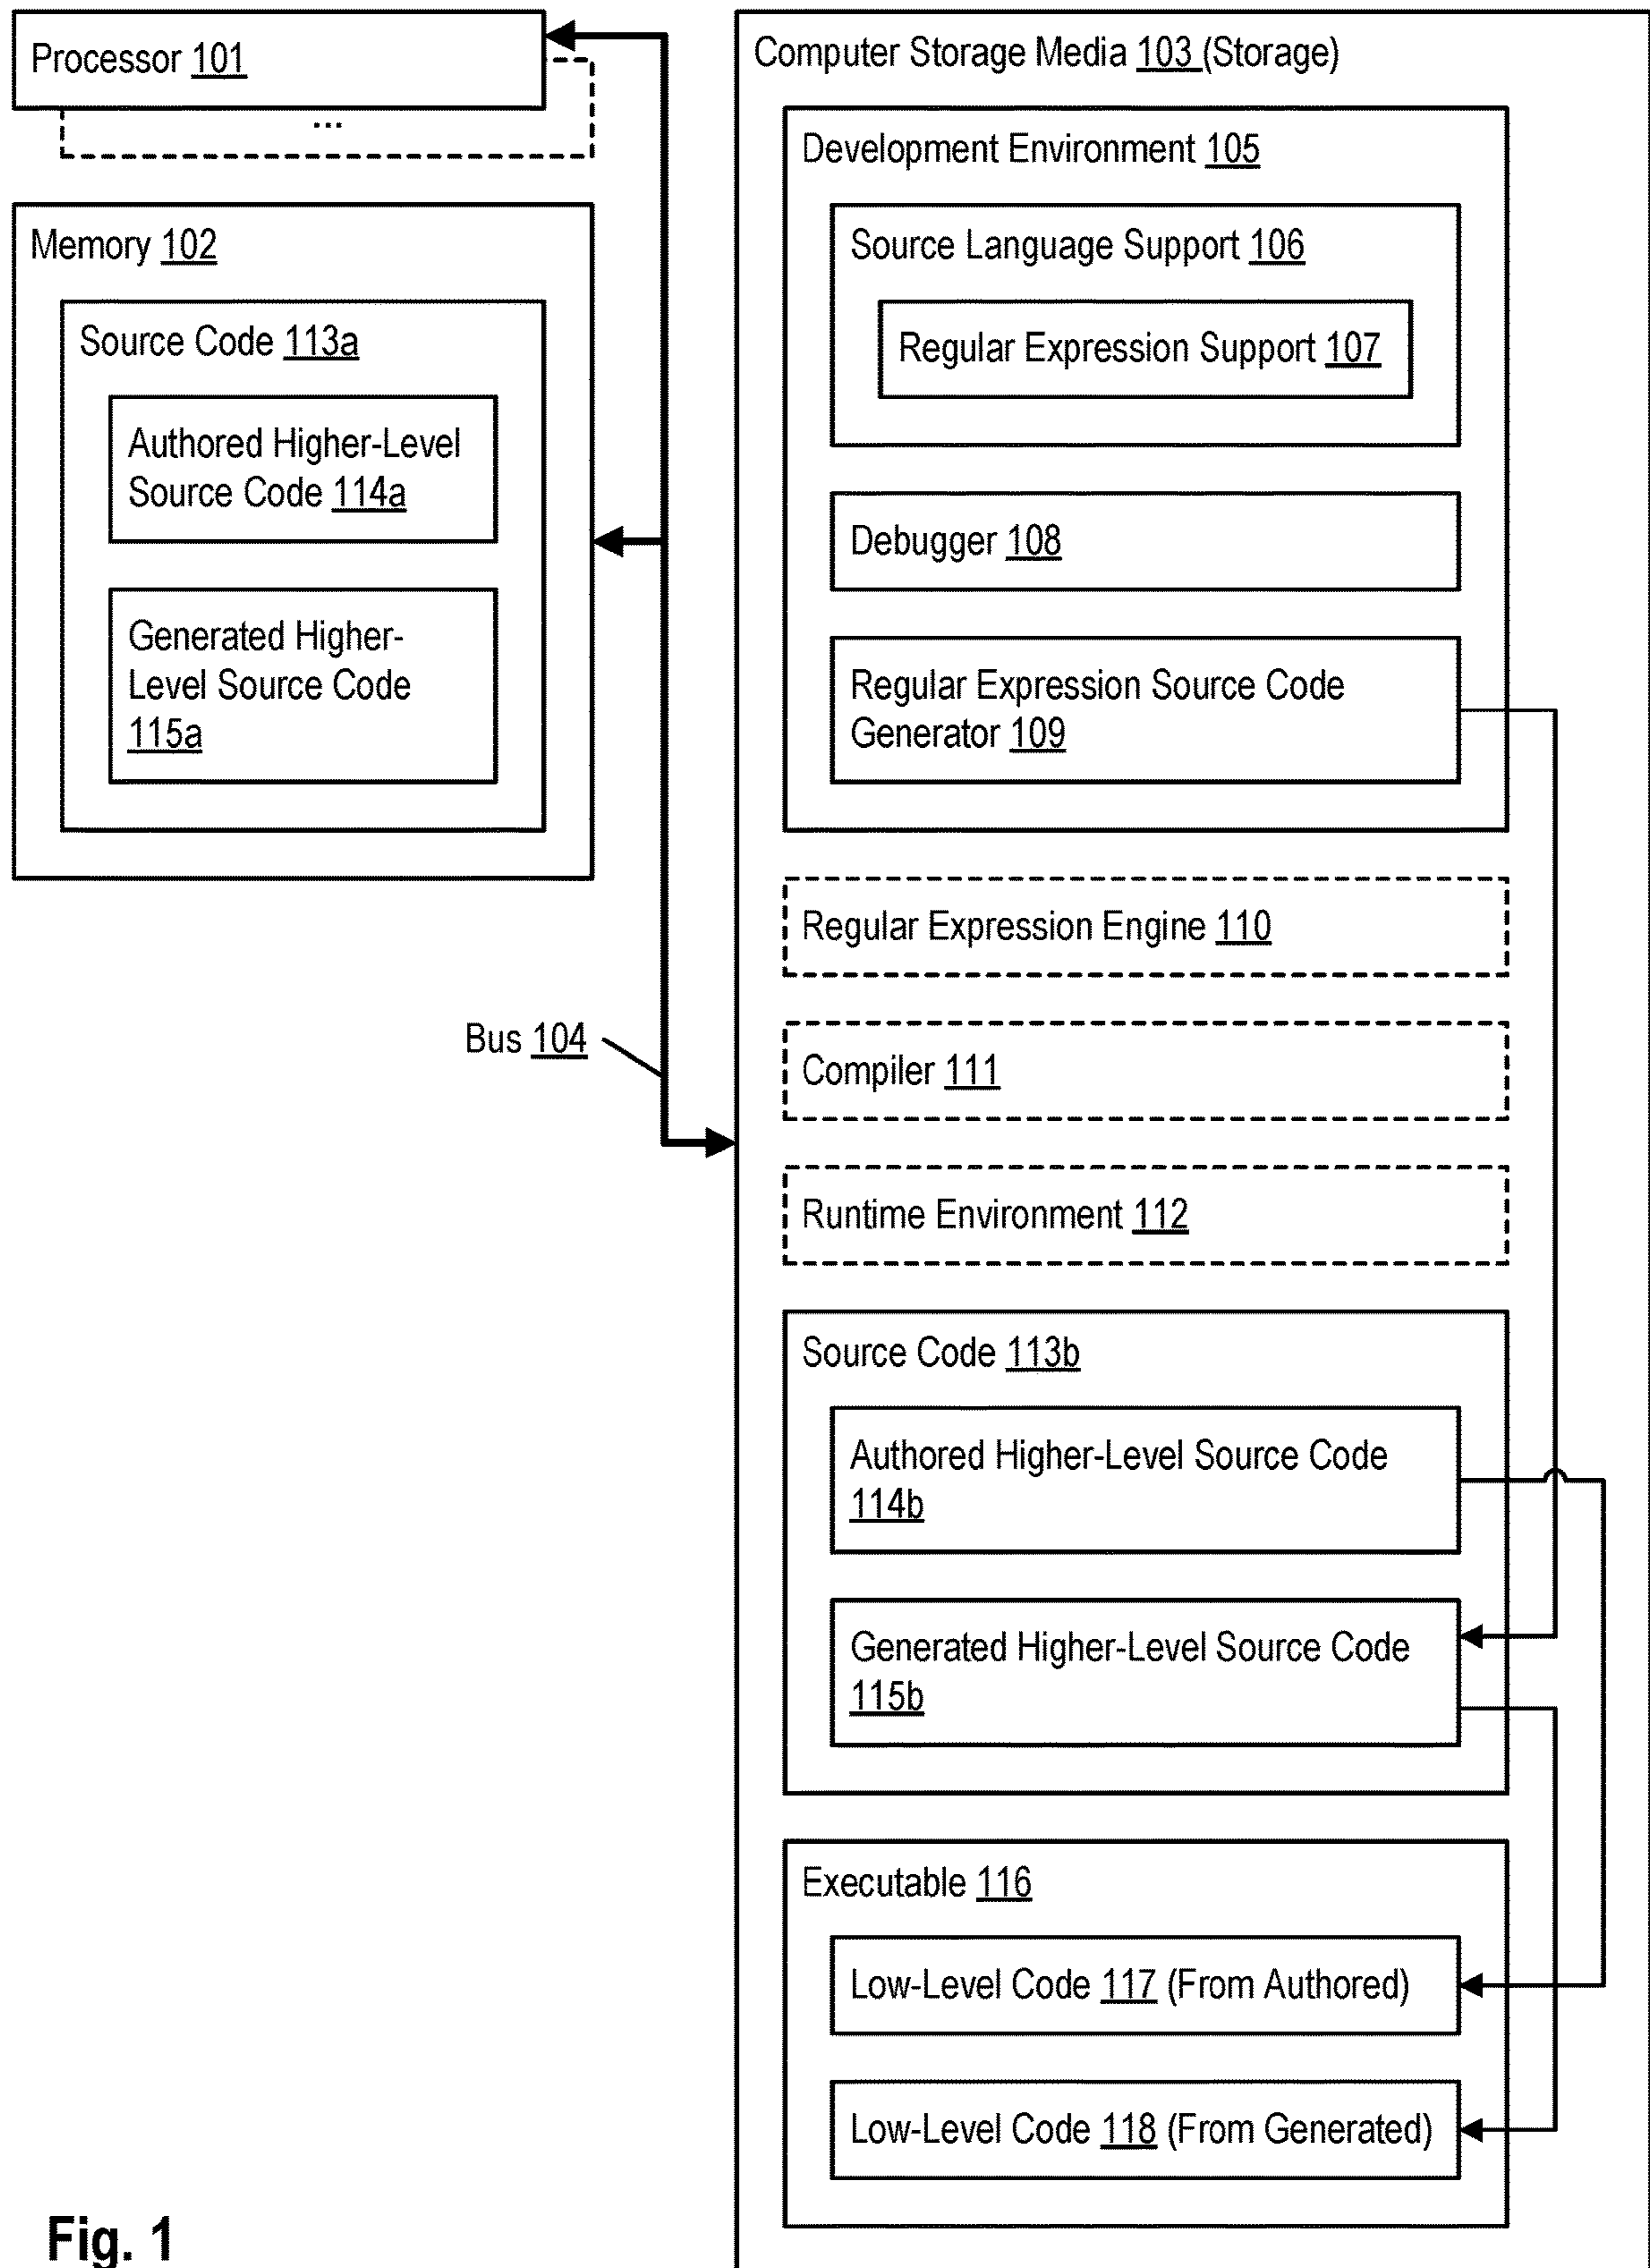 Processor 101
...
Memory 102
Source Code 113a
Authored Higher-Level
Source Code 114a
Generated Higher-
Level Source Code
115a
Bus 104
Computer Storage Media 103 (Storage)
Development Environment 105
Source Language Support 106
Regular Expression Support 107
Debugger 108
Regular Expression Source Code
Generator 109
Regular Expression Engine 110
Compiler 111
Runtime Environment 112
Source Code 113b
Authored Higher-Level Source Code
114b
Generated Higher-Level Source Code
115b
Executable 116
Low-Level Code 117 (From Authored)
Low-Level Code 118 (From Generated)
Fig. 1